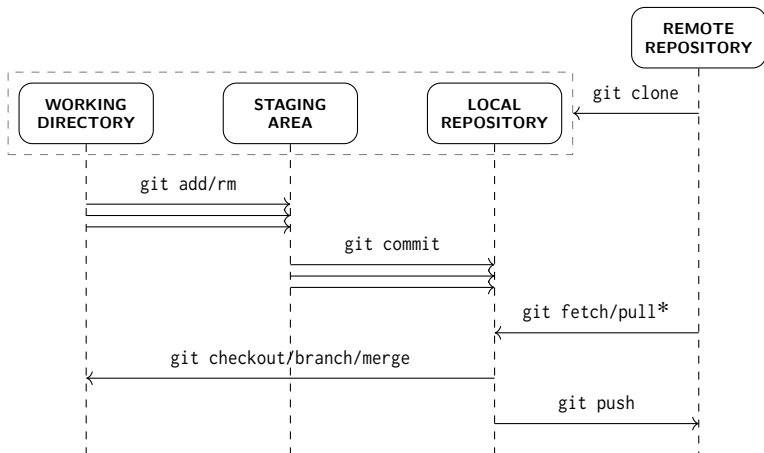 REMOTE
REPOSITORY
git clone
WORKING
DIRECTORY
STAGING
AREA
LOCAL
REPOSITORY
git add/rm
git commit
git fetch/pull*
git checkout/branch/merge
git push